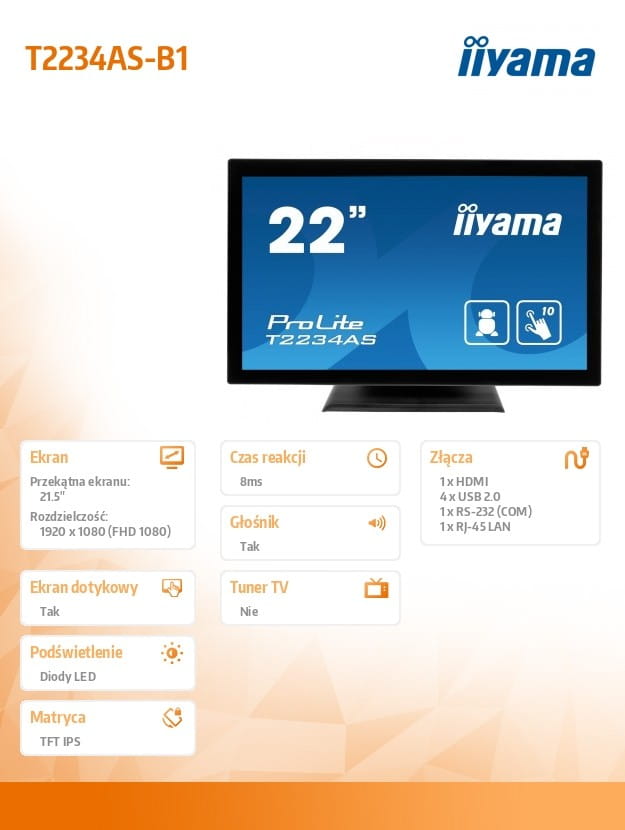 T2234AS-B1
iiyama
22”
iiyama
ProLite
T2234AS
10
Ekran
Przekątna ekranu:
21.5"
Rozdzielczość:
1920 x 1080 (FHD 1080)
Czas reakcji
8ms
Głośnik
Tak
Złącza
1 x HDMI
4 x USB 2.0
1 x RS-232 (COM)
1 x RJ-45 LAN
Ekran dotykowy
Tak
Tuner TV
Nie
Podświetlenie
Diody LED
Matryca
TFT IPS